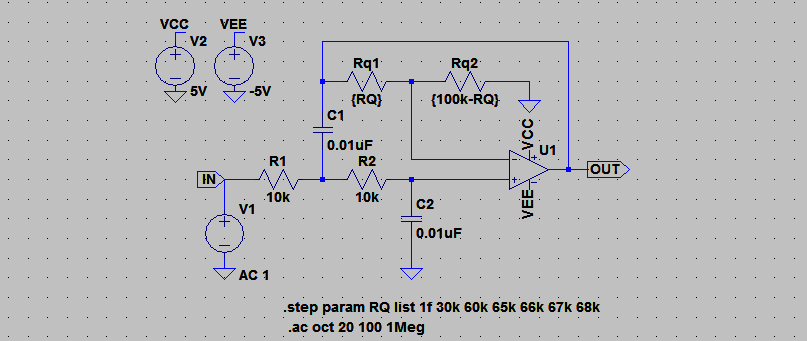 VCC VEE
V2 V3
5V -5V
Rq1 Rq2
{RQ} {100k-RQ}
C1
0.01uF
VCC
U1
IN
R1 R2
10k 10k
OUT
VEE
V1
C2
0.01uF
AC 1
.step param RQ list 1f 30k 60k 65k 66k 67k 68k
.ac oct 20 100 1Meg